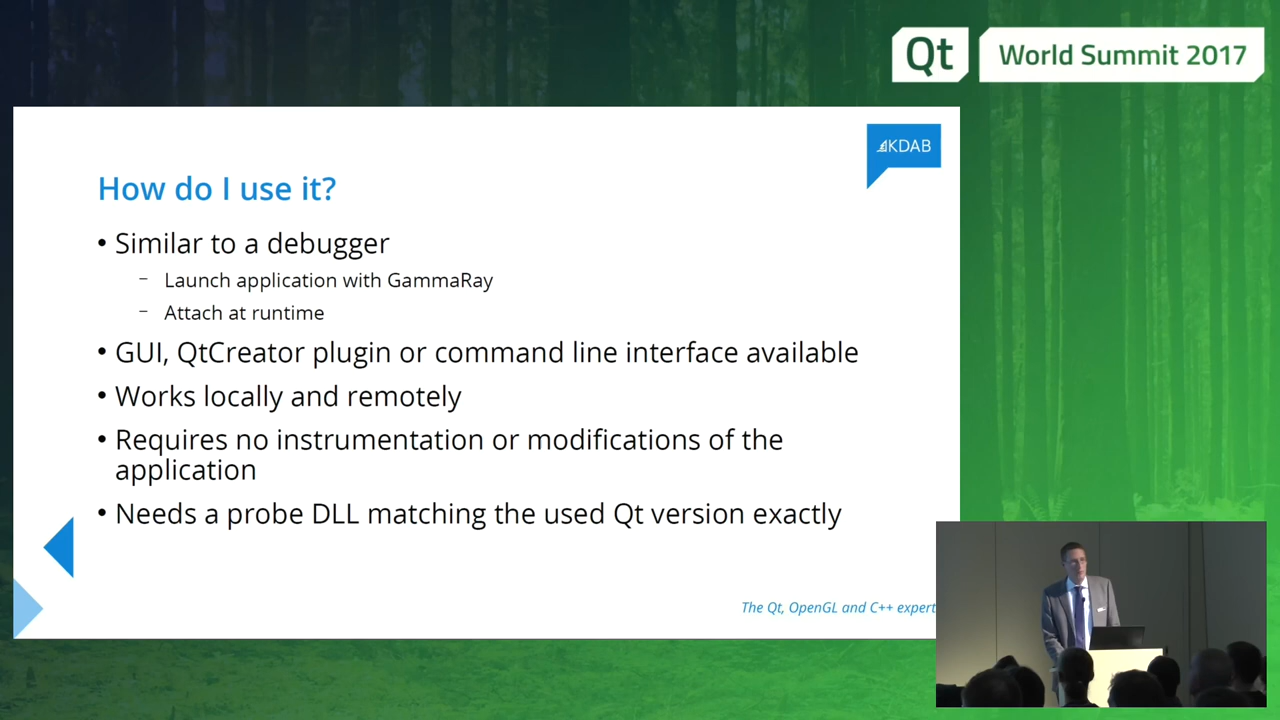 Qt
World Summit 2017
KDAB
How do I use it?
• Similar to a debugger
– Launch application with GammaRay
– Attach at runtime
• GUI, QtCreator plugin or command line interface available
• Works locally and remotely
• Requires no instrumentation or modifications of the
application
• Needs a probe DLL matching the used Qt version exactly
The Qt, OpenGL and C++ expert